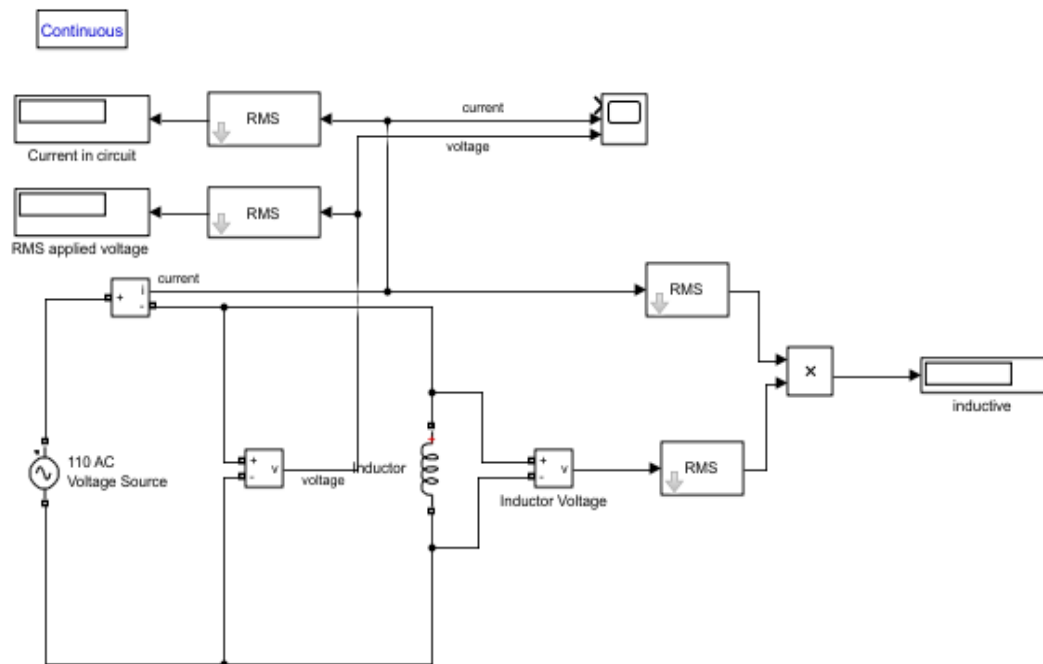 Continuous
current
RMS
voltage
Current in circuit
RMS
RMS applied voltage
current
i
+
-
RMS
×
inductive
110 AC
Voltage Source
+
-
v
voltage
Inductor
+
+
-
v
Inductor Voltage
RMS